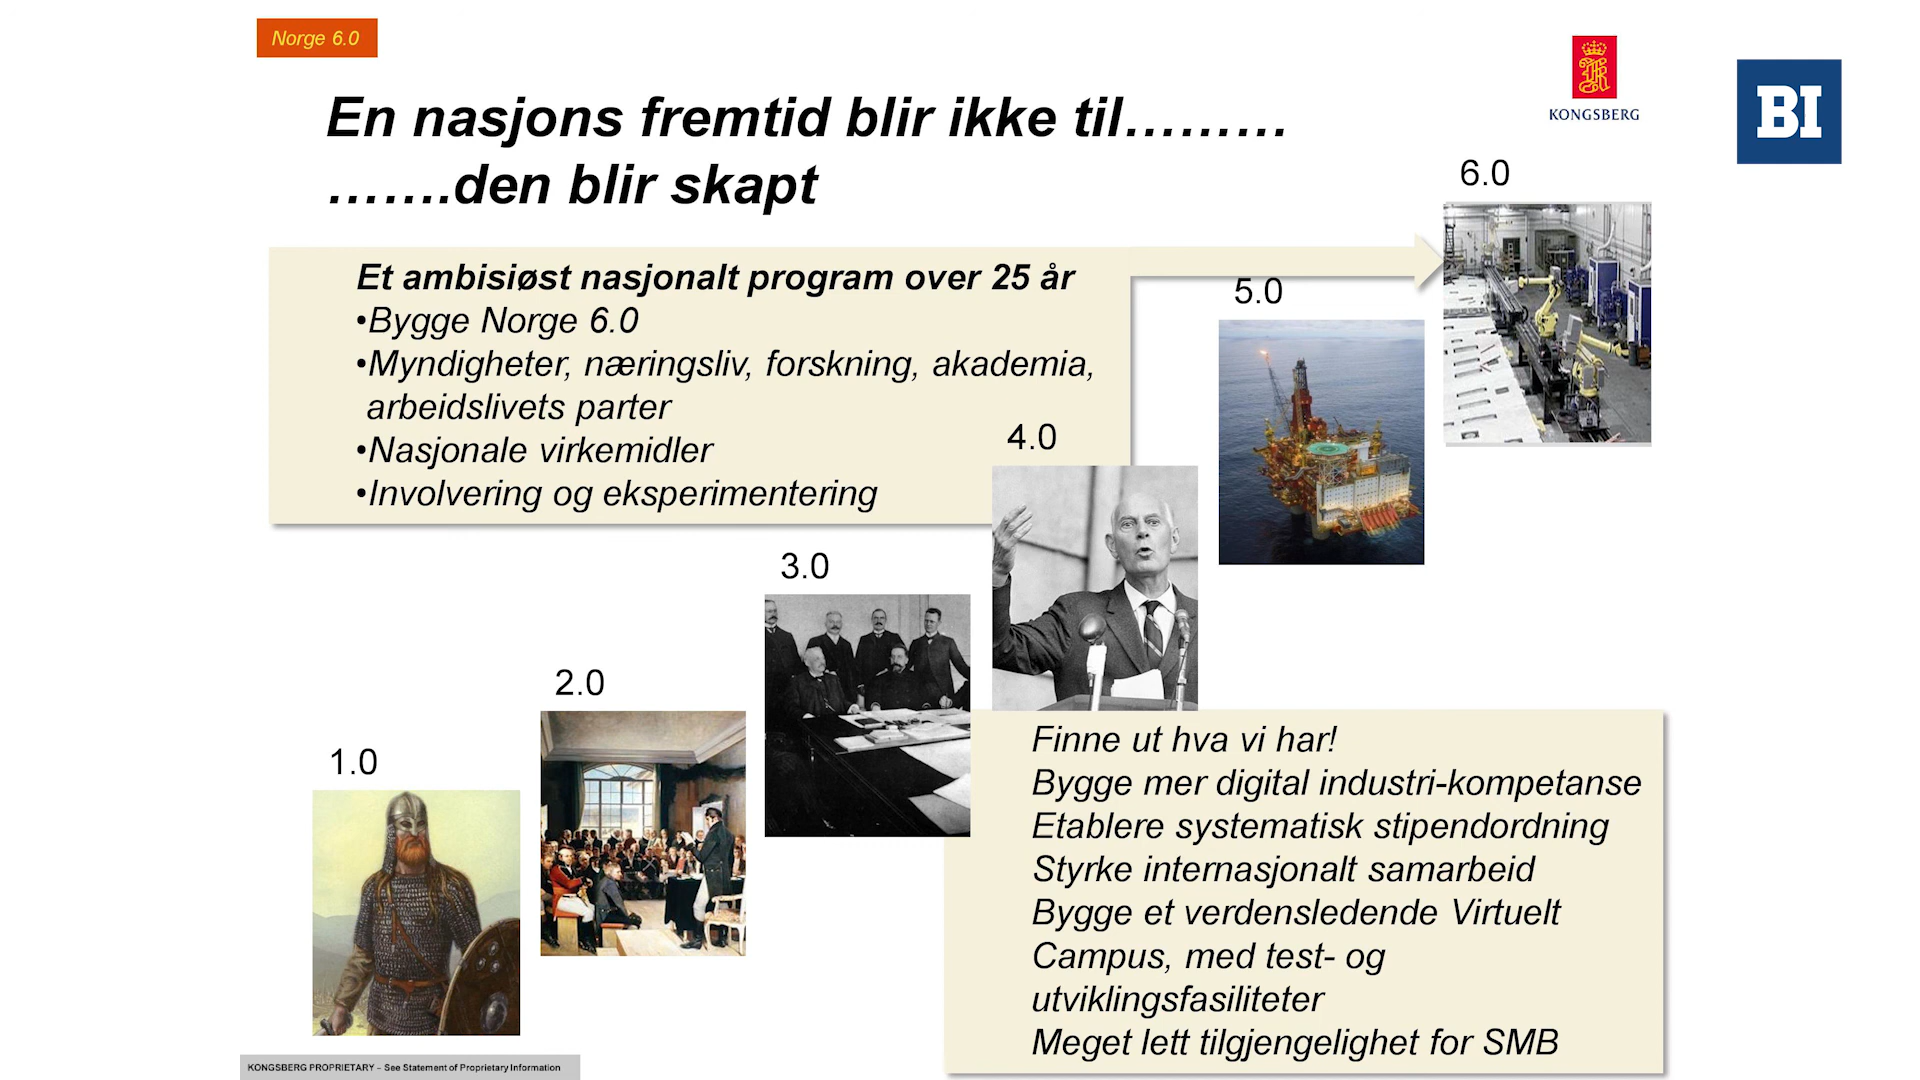 Norge 6.0
KONGSBERG
BI
En nasjons fremtid blir ikke til………
…….den blir skapt
6.0
Et ambisiøst nasjonalt program over 25 år
•Bygge Norge 6.0
•Myndigheter, næringsliv, forskning, akademia,
arbeidslivets parter
•Nasjonale virkemidler
•Involvering og eksperimentering
5.0
4.0
3.0
2.0
1.0
Finne ut hva vi har!
Bygge mer digital industri-kompetanse
Etablere systematisk stipendordning
Styrke internasjonalt samarbeid
Bygge et verdensledende Virtuelt
Campus, med test- og
utviklingsfasiliteter
Meget lett tilgjengelighet for SMB
KONGSBERG PROPRIETARY – See Statement of Proprietary Information